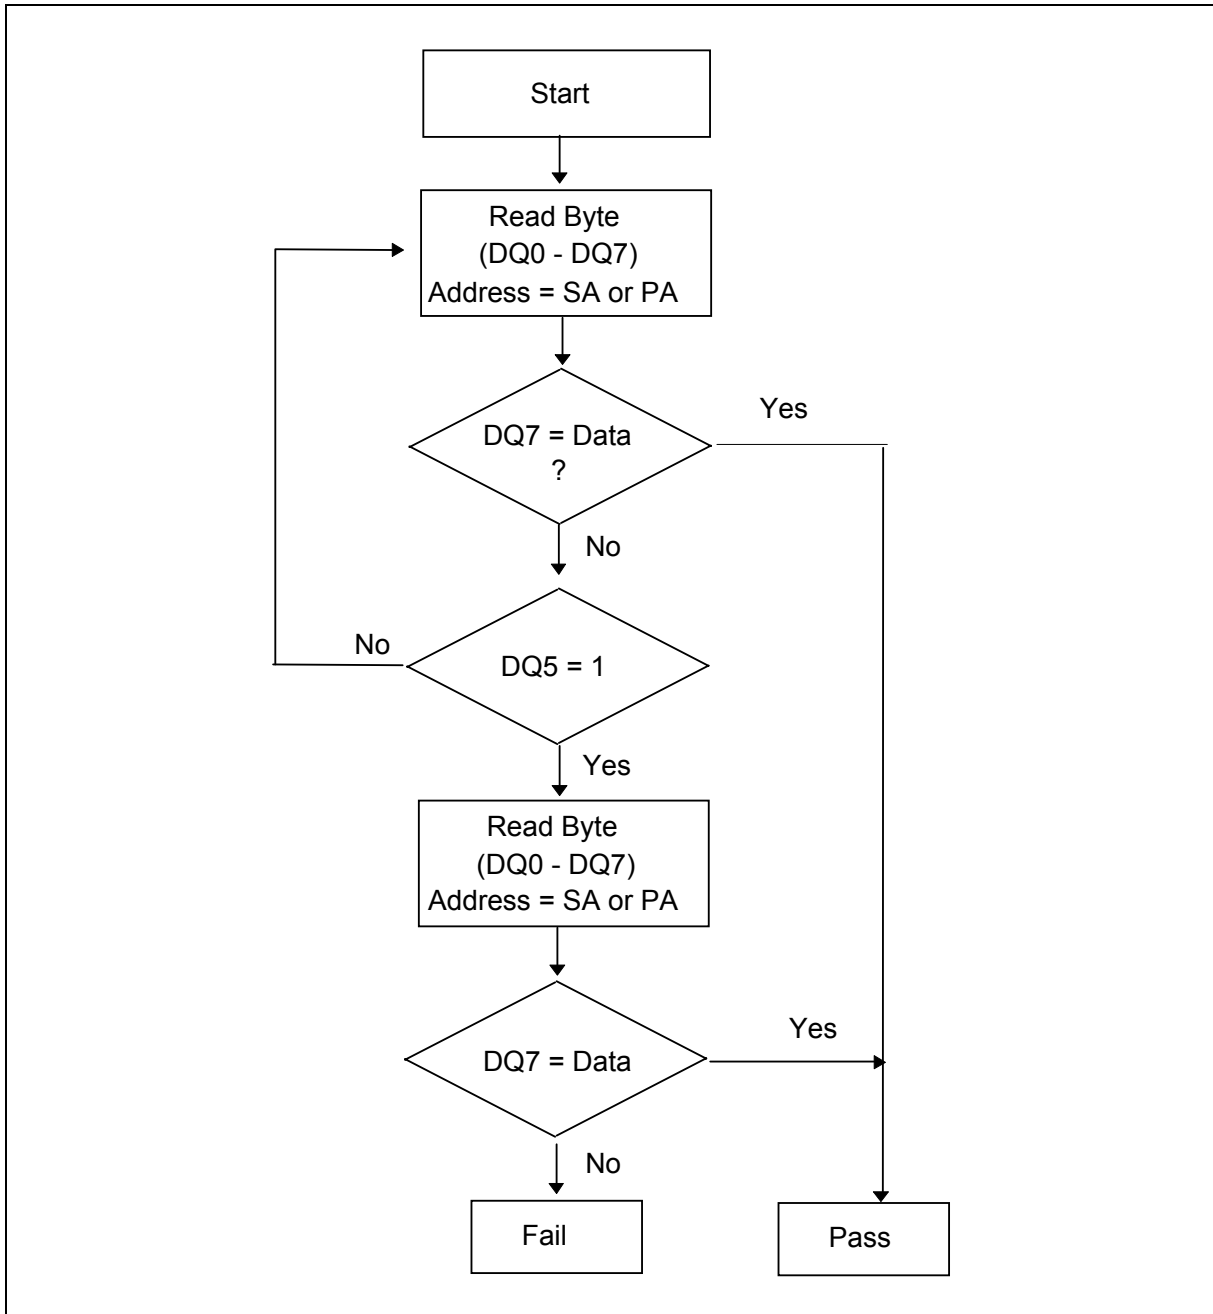 Start
Read Byte
(DQ0 - DQ7)
Address = SA or PA
Yes
DQ7 = Data
?
No
No
DQ5 = 1
Yes
Read Byte
(DQ0 - DQ7)
Address = SA or PA
Yes
DQ7 = Data
No
Fail
Pass